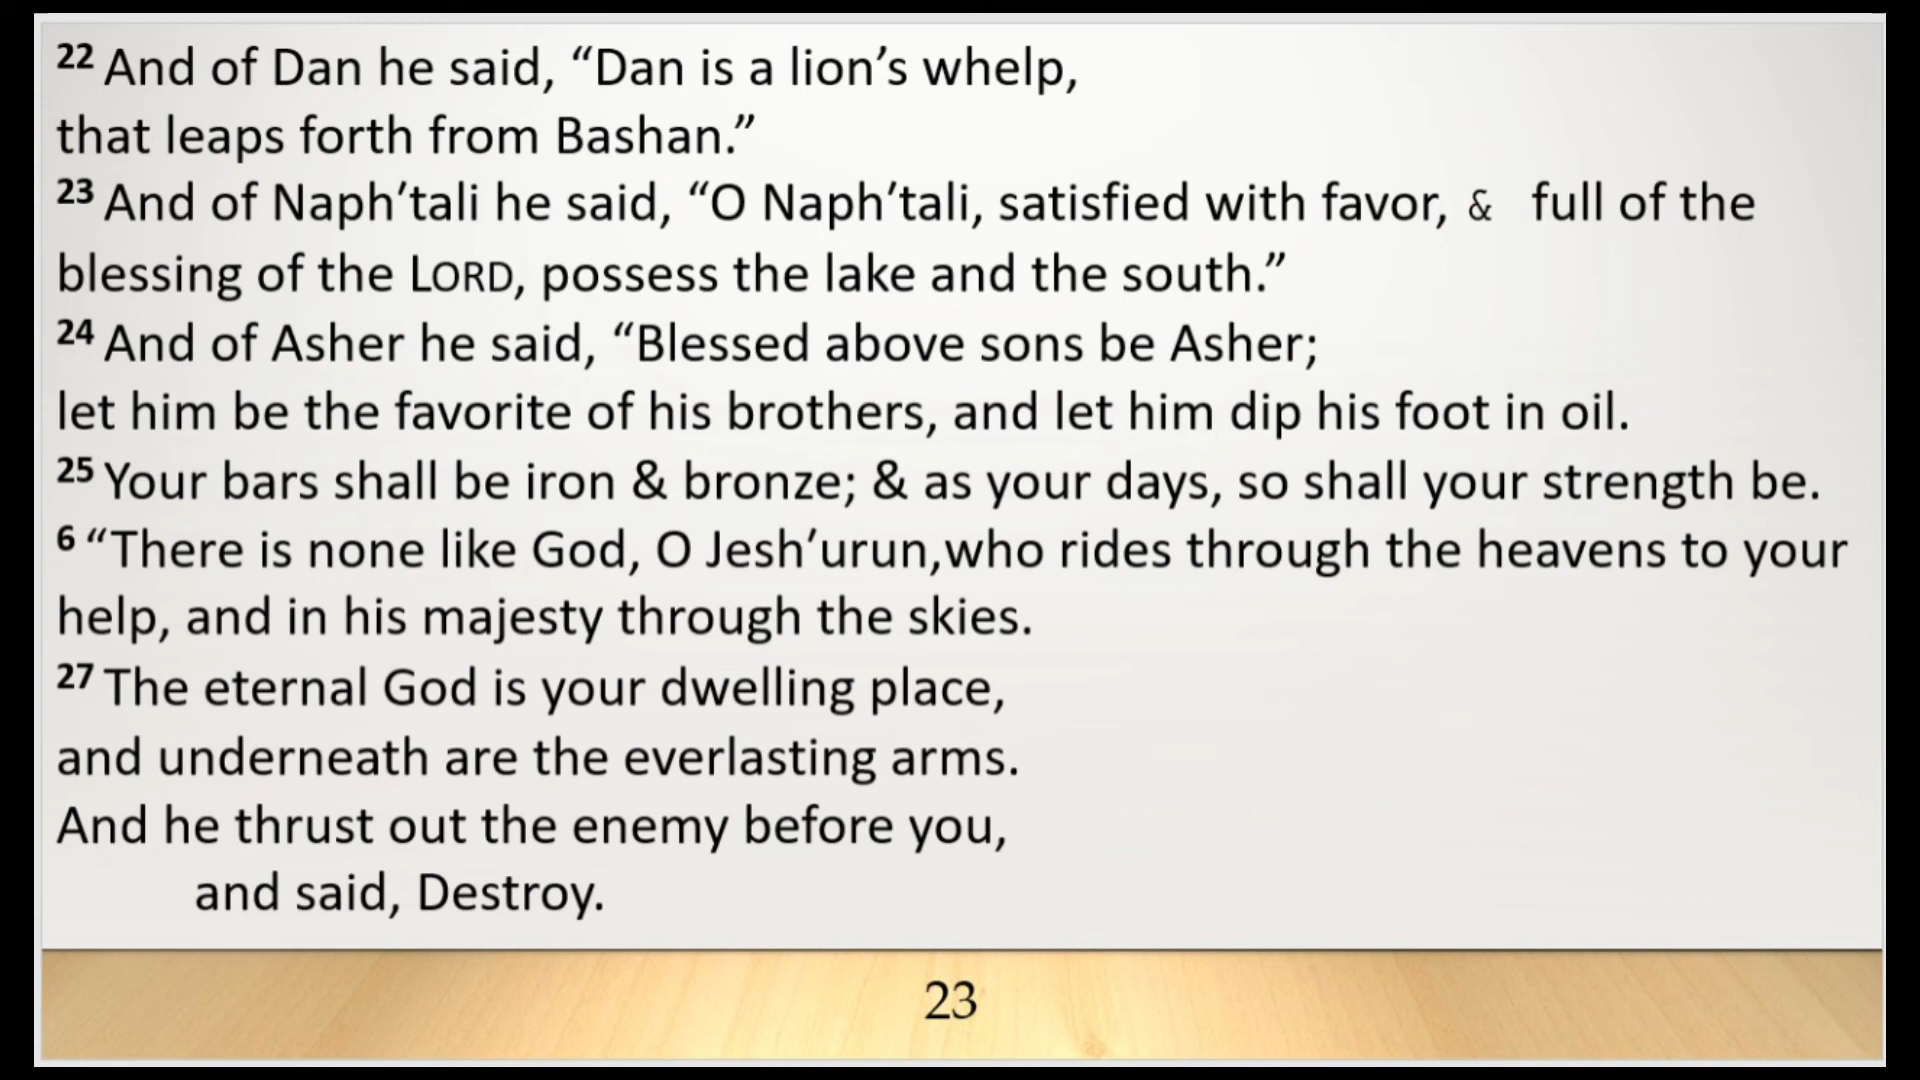 22 And of Dan he said, “Dan is a lion’s whelp,
that leaps forth from Bashan.”
23 And of Naph′tali he said, “O Naph′tali, satisfied with favor, & full of the
blessing of the LORD, possess the lake and the south.”
24 And of Asher he said, “Blessed above sons be Asher;
let him be the favorite of his brothers, and let him dip his foot in oil.
25 Your bars shall be iron & bronze; & as your days, so shall your strength be.
6 “There is none like God, O Jesh′urun,who rides through the heavens to your
help, and in his majesty through the skies.
27 The eternal God is your dwelling place,
and underneath are the everlasting arms.
And he thrust out the enemy before you,
and said, Destroy.
23